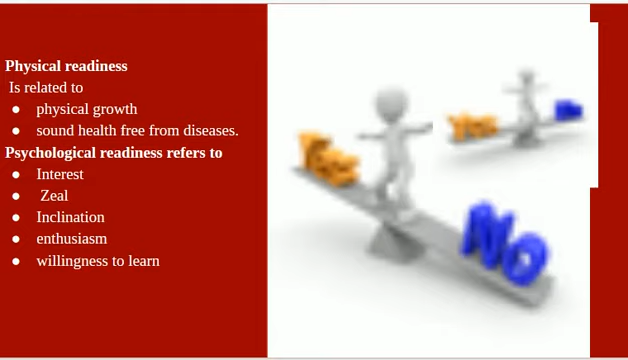 Physical readiness
Is related to
● physical growth
● sound health free from diseases.
Psychological readiness refers to
● Interest
● Zeal
● Inclination
● enthusiasm
● willingness to learn
Yes
Yes
No